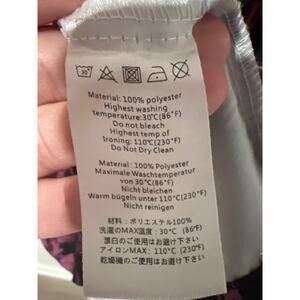 30
Material: 100% polyester
Highest washing
temperature:30℃(86°F)
Do not bleach
Highest temp of
Ironing: 110℃(230°F)
Do Not Dry Clean
Material: 100% Polyester
Maximale Waschtemperatur
von 30℃(86°F)
Nicht bleichen
Warm bügeln unter 110℃(230°F)
Nicht reinigen
材料：ポリエステル100%
洗濯のMAX温度：30℃ (86°F)
漂白のご使用はお避け下さい
アイロンMAX：110℃ (230°F)
乾燥機のご使用はお避け下さい